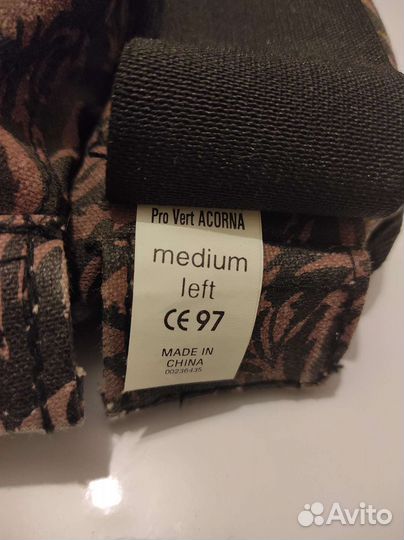 Pro Vert ACORNA
medium
left
CE 97
MADE IN
CHINA
00236435
Avito